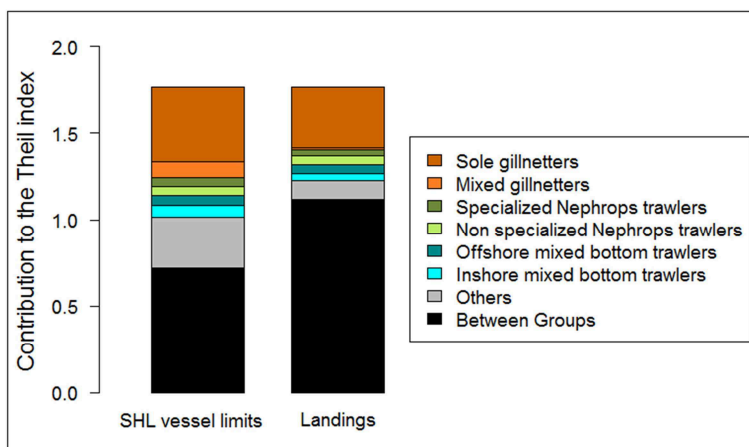 Contribution to the Theil index
2.0
1.5
1.0
0.5
0.0
SHL vessel limits
Landings
Sole gillnetters
Mixed gillnetters
Specialized Nephrops trawlers
Non specialized Nephrops trawlers
Offshore mixed bottom trawlers
Inshore mixed bottom trawlers
Others
Between Groups